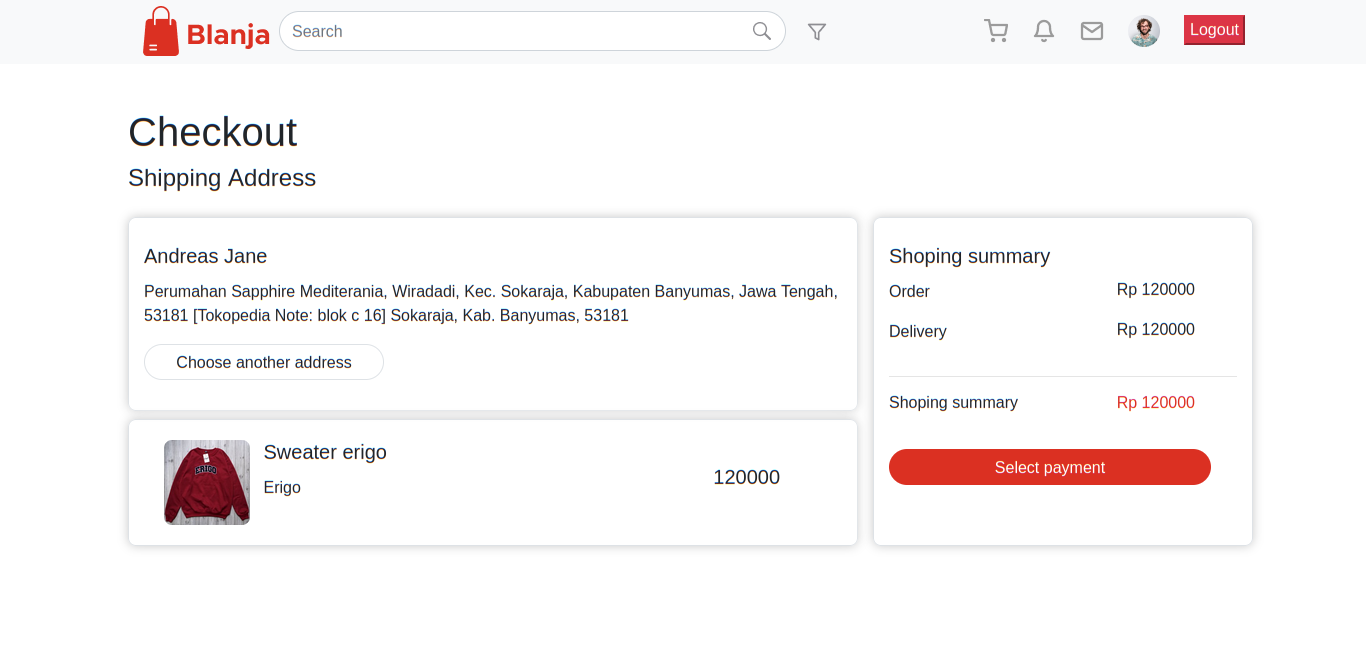 Blanja
Search
Logout
Checkout
Shipping Address
Andreas Jane
Perumahan Sapphire Mediterania, Wiradadi, Kec. Sokaraja, Kabupaten Banyumas, Jawa Tengah,
53181 [Tokopedia Note: blok c 16] Sokaraja, Kab. Banyumas, 53181
Choose another address
ERIGO
Sweater erigo
Erigo
120000
Shoping summary
Order Rp 120000
Delivery Rp 120000
Shoping summary Rp 120000
Select payment